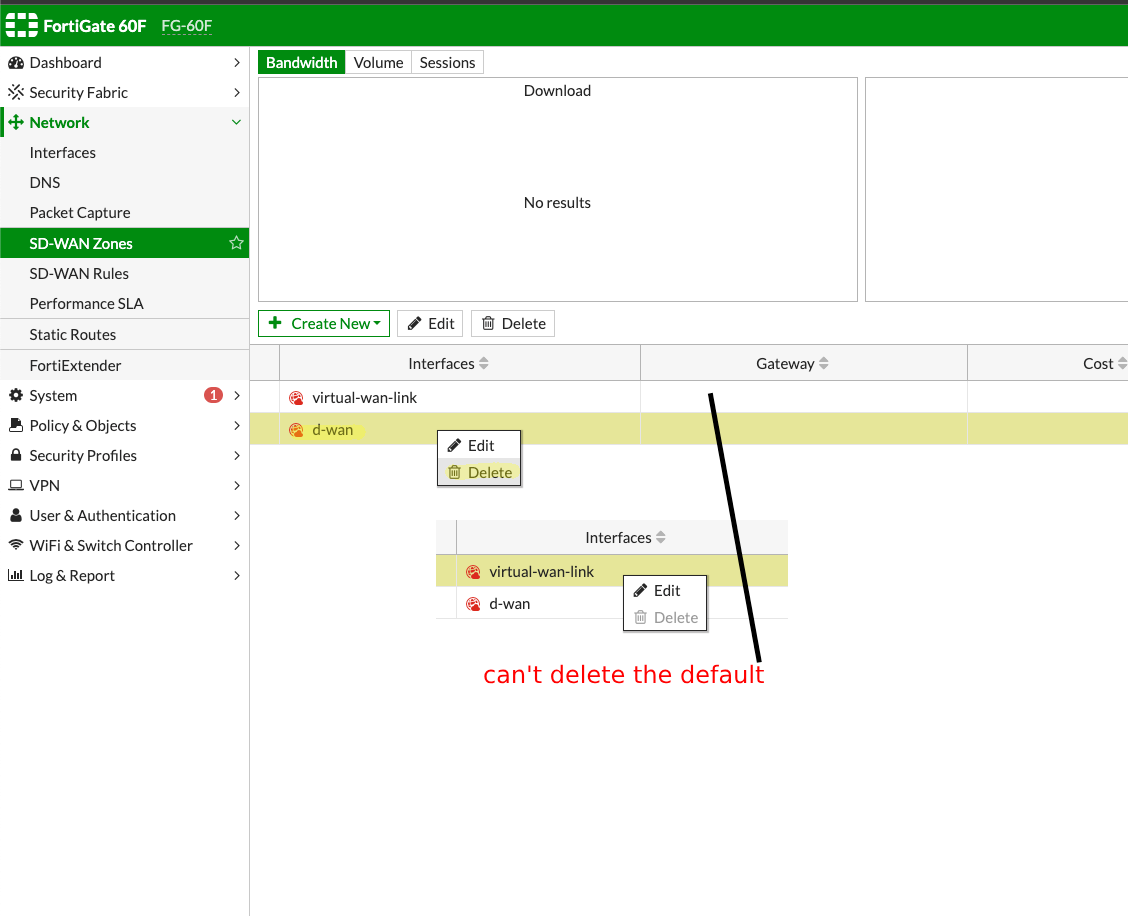 FortiGate 60F FG-60F
Dashboard
Security Fabric
Network
Interfaces
DNS
Packet Capture
SD-WAN Zones
SD-WAN Rules
Performance SLA
Static Routes
FortiExtender
System 1
Policy & Objects
Security Profiles
VPN
User & Authentication
WiFi & Switch Controller
Log & Report
Bandwidth Volume Sessions
Download
No results
Create New Edit Delete
Interfaces Gateway Cost
virtual-wan-link
d-wan
Edit
Delete
Interfaces
virtual-wan-link
d-wan
Edit
Delete
can't delete the default